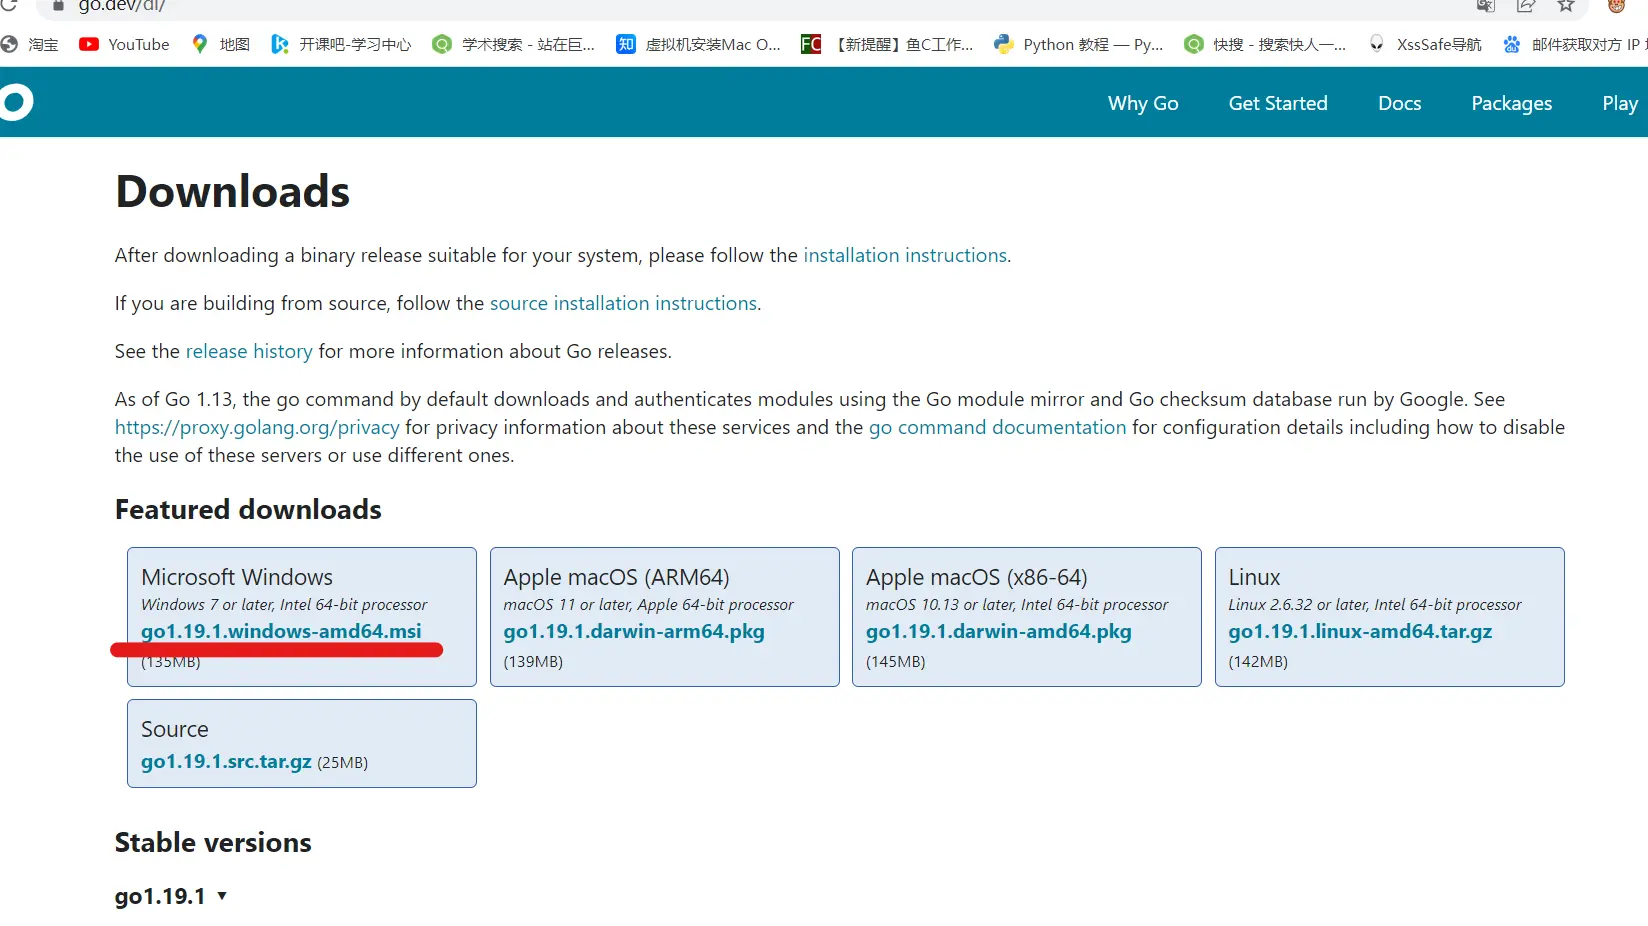 go.dev/dl/
淘宝 YouTube 地图 开课吧-学习中心 学术搜索 - 站在巨... 知 虚拟机安装Mac O... FC 【新提醒】鱼C工作... Python 教程 — Py... 快搜 - 搜索快人一... XssSafe导航 邮件获取对方 IP
Why Go Get Started Docs Packages Play
Downloads
After downloading a binary release suitable for your system, please follow the installation instructions.
If you are building from source, follow the source installation instructions.
See the release history for more information about Go releases.
As of Go 1.13, the go command by default downloads and authenticates modules using the Go module mirror and Go checksum database run by Google. See
https://proxy.golang.org/privacy for privacy information about these services and the go command documentation for configuration details including how to disable
the use of these servers or use different ones.
Featured downloads
Microsoft Windows
Windows 7 or later, Intel 64-bit processor
go1.19.1.windows-amd64.msi
(135MB)
Apple macOS (ARM64)
macOS 11 or later, Apple 64-bit processor
go1.19.1.darwin-arm64.pkg
(139MB)
Apple macOS (x86-64)
macOS 10.13 or later, Intel 64-bit processor
go1.19.1.darwin-amd64.pkg
(145MB)
Linux
Linux 2.6.32 or later, Intel 64-bit processor
go1.19.1.linux-amd64.tar.gz
(142MB)
Source
go1.19.1.src.tar.gz (25MB)
Stable versions
go1.19.1 ▾